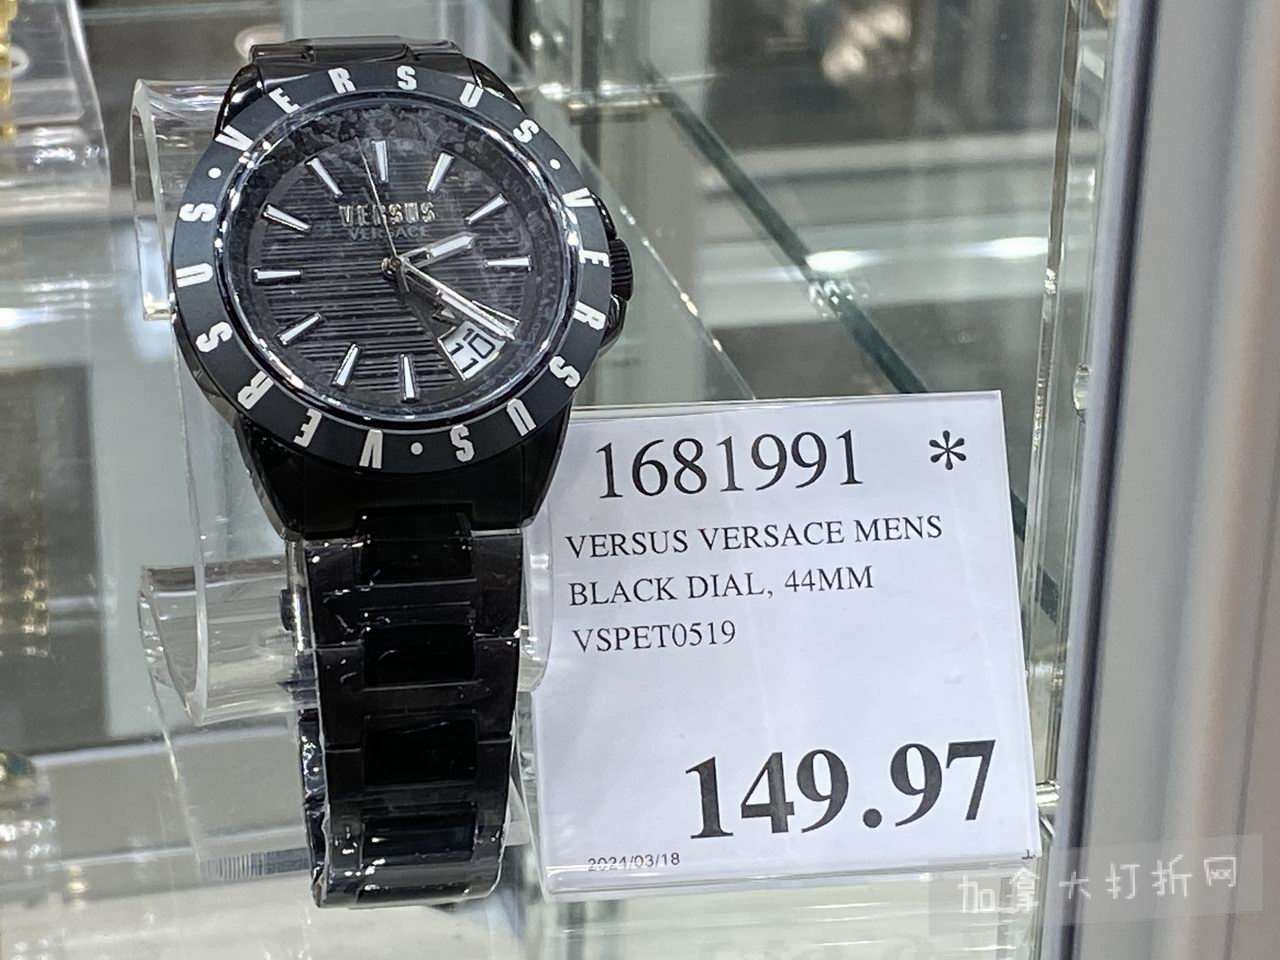 VERSUS · VERSUS · VERSUS ·
VERSUS
VERSACE
10
11
1681991 *
VERSUS VERSACE MENS
BLACK DIAL, 44MM
VSPET0519
149.97
2024/03/18
加拿大打折网